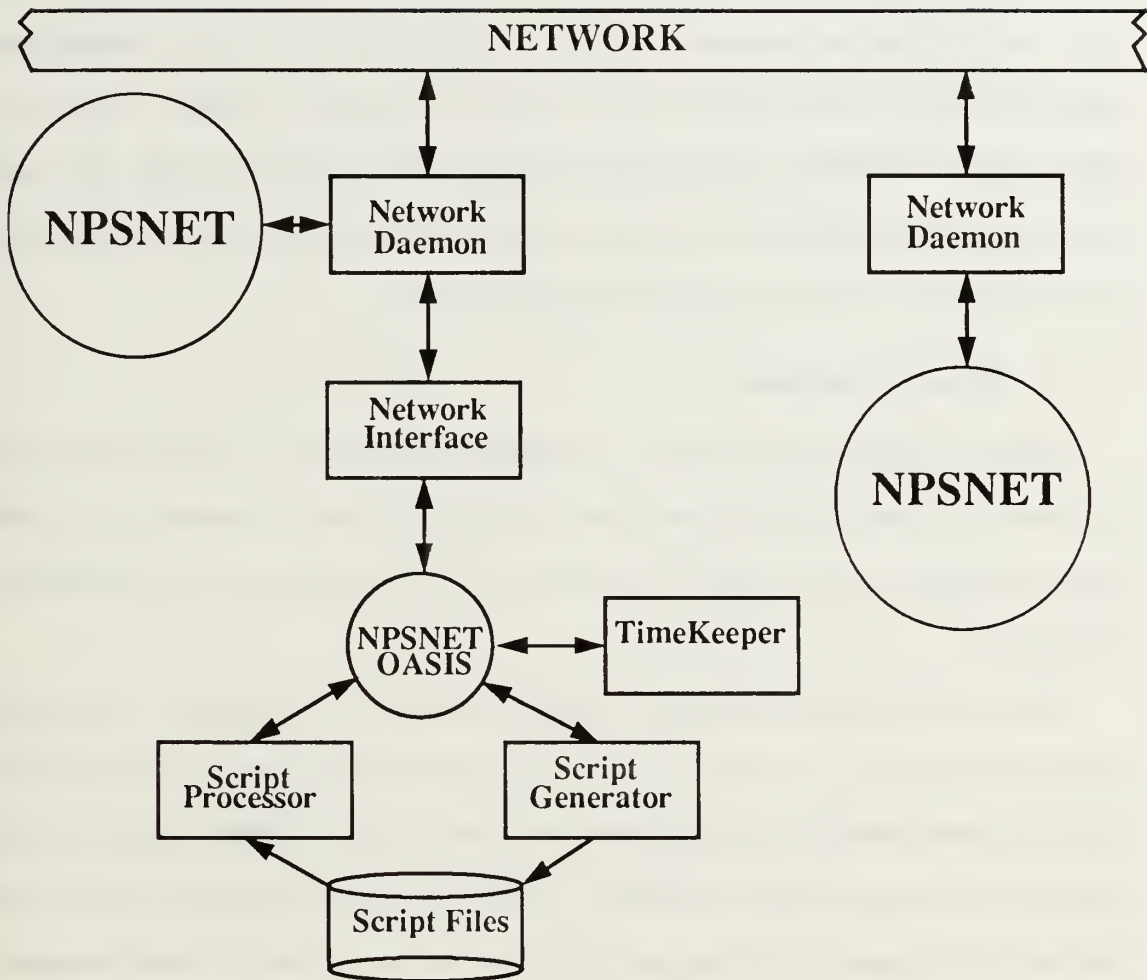 NETWORK
NPSNET
Network
Daemon
Network
Daemon
Network
Interface
NPSNET
NPSNET
OASIS
TimeKeeper
Script
Processor
Script
Generator
Script Files